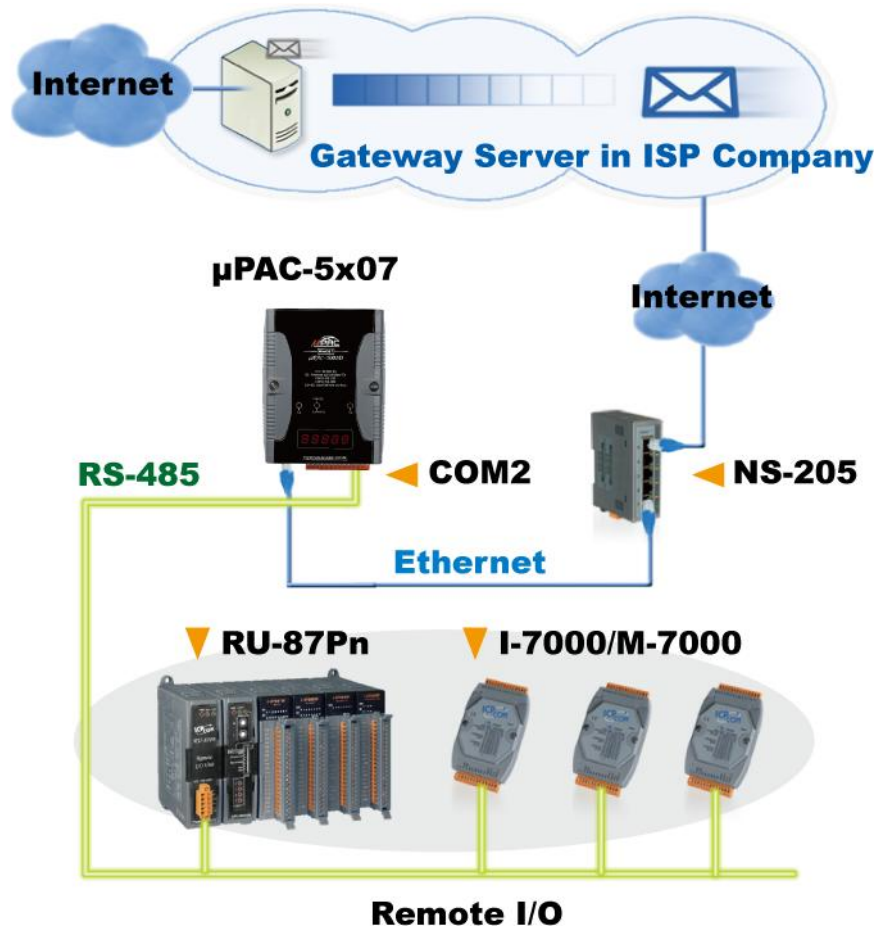 Internet
Gateway Server in ISP Company
µPAC-5x07
Internet
RS-485
COM2
NS-205
Ethernet
RU-87Pn
I-7000/M-7000
Remote I/O